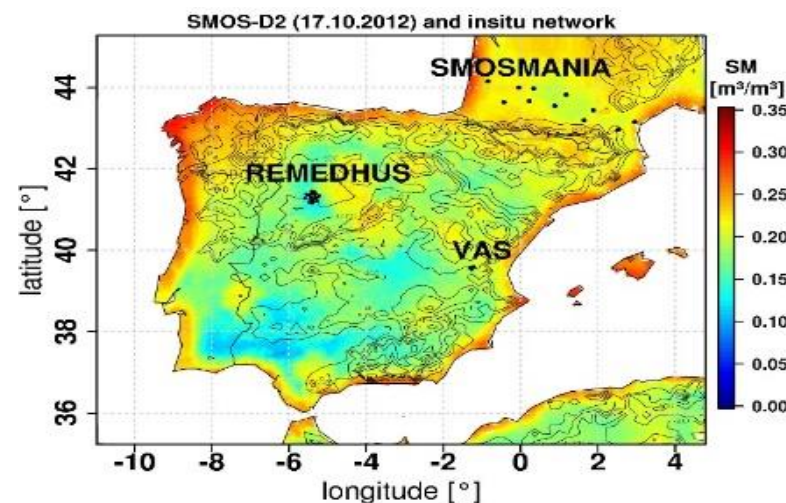 SMOS-D2 (17.10.2012) and insitu network
SMOSMANIA
SM
[m³/m³]
REMEDHUS
VAS
latitude [°]
44
42
40
38
36
0.35
0.30
0.25
0.20
0.15
0.10
0.05
0.00
-10 -8 -6 -4 -2 0 2 4
longitude [°]